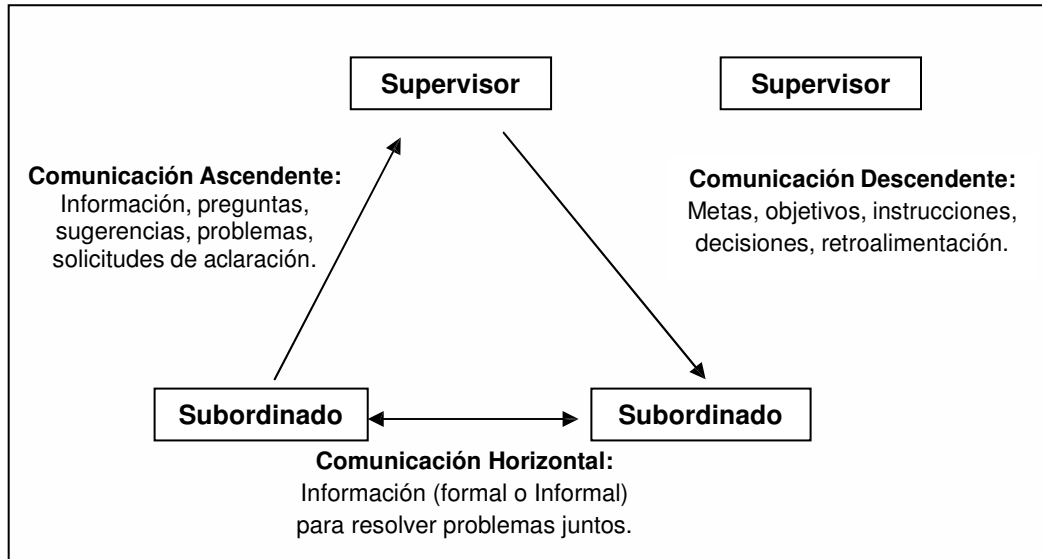 Supervisor
Supervisor
Comunicación Ascendente:
Información, preguntas,
sugerencias, problemas,
solicitudes de aclaración.
Comunicación Descendente:
Metas, objetivos, instrucciones,
decisiones, retroalimentación.
Subordinado
Subordinado
Comunicación Horizontal:
Información (formal o Informal)
para resolver problemas juntos.